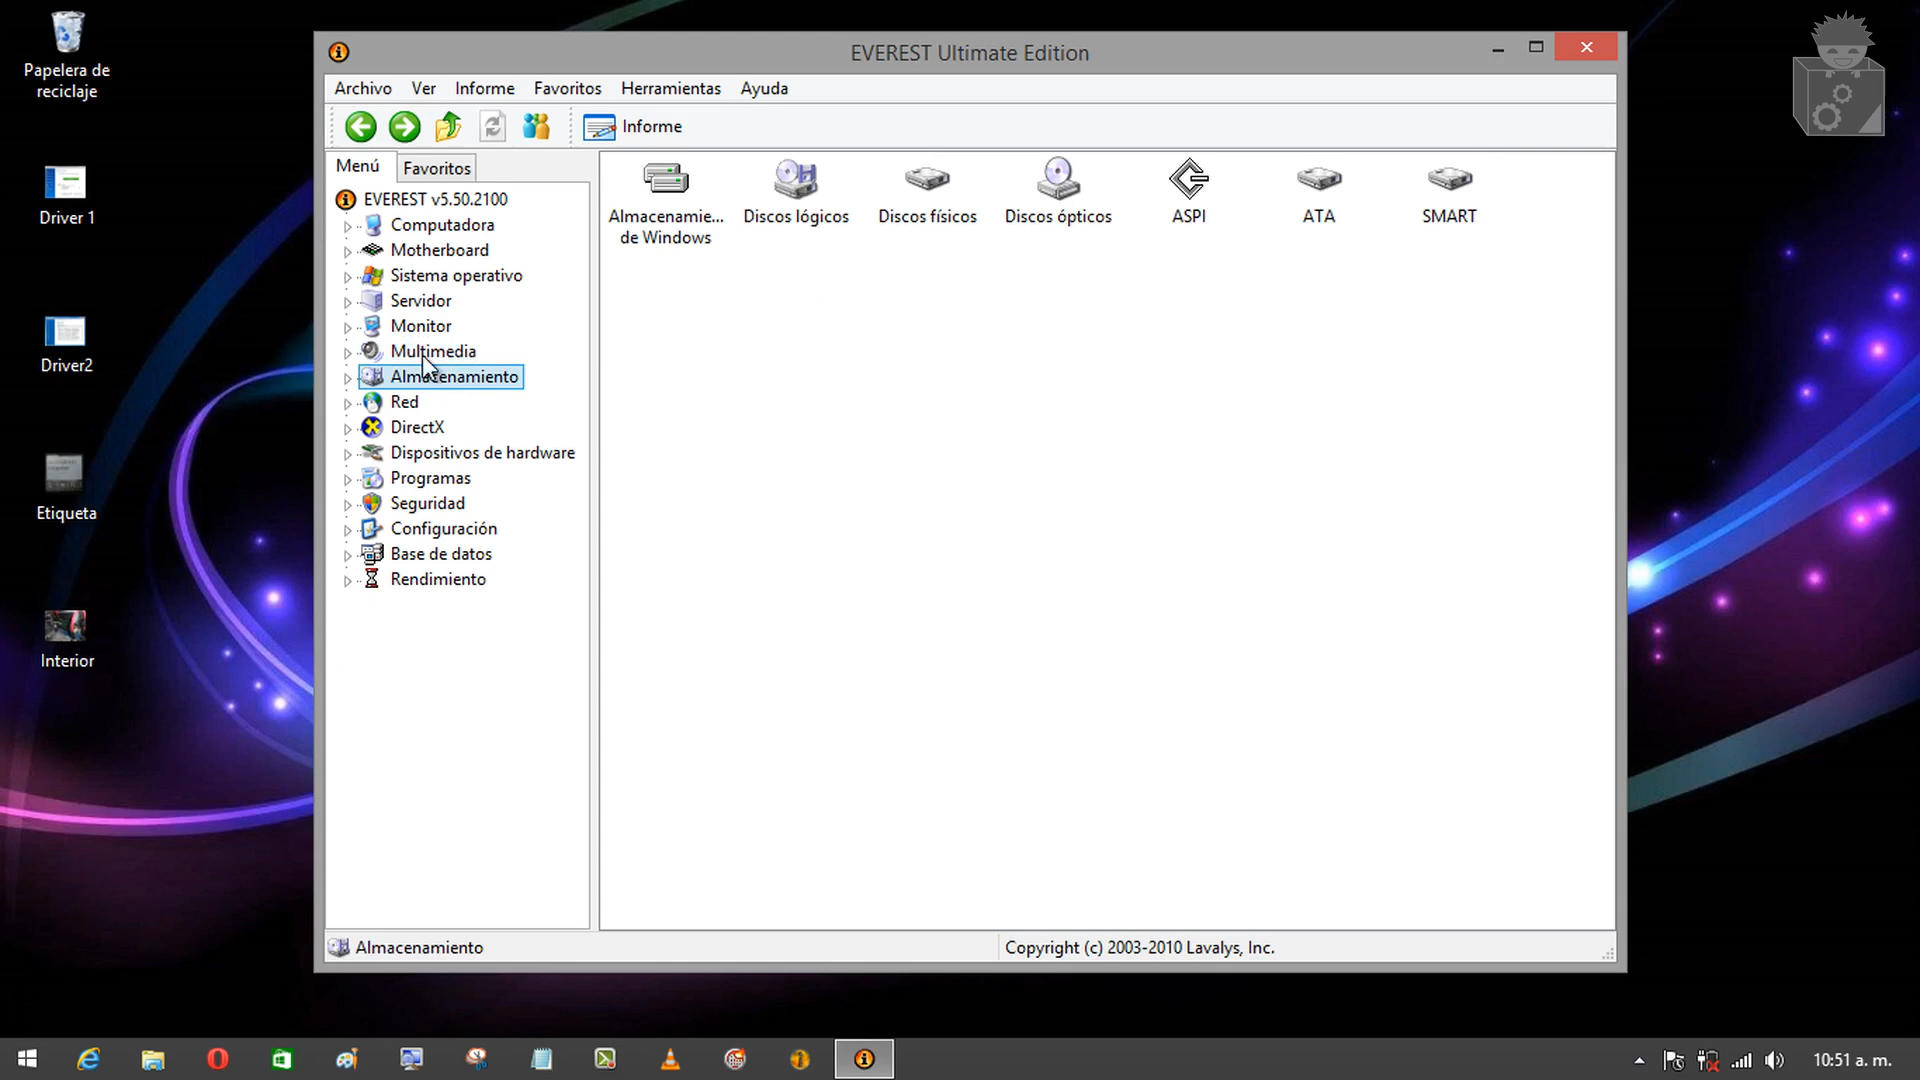 Papelera de
reciclaje
Driver 1
Driver2
Etiqueta
Interior
EVEREST Ultimate Edition
Archivo Ver Informe Favoritos Herramientas Ayuda
Informe
Menú Favoritos
EVEREST v5.50.2100
Computadora
Motherboard
Sistema operativo
Servidor
Monitor
Multimedia
Almacenamiento
Red
DirectX
Dispositivos de hardware
Programas
Seguridad
Configuración
Base de datos
Rendimiento
Almacenamie...
de Windows
Discos lógicos
Discos físicos
Discos ópticos
ASPI
ATA
SMART
Almacenamiento
Copyright (c) 2003-2010 Lavalys, Inc.
10:51 a. m.